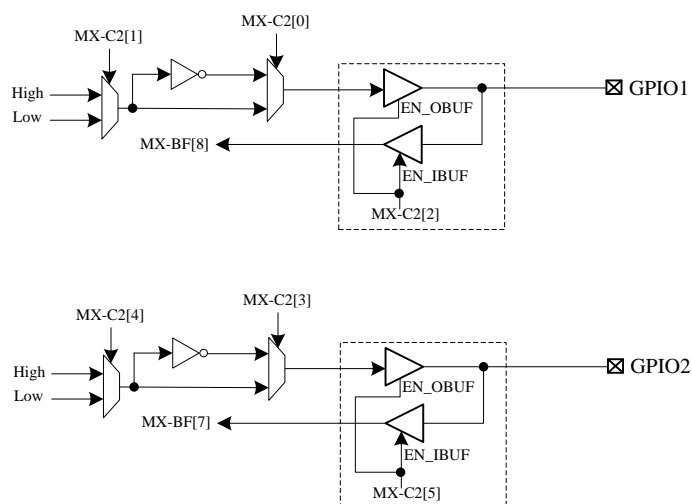 MX-C2[0]
MX-C2[1]
High
Low
GPIO1
EN_OBUF
MX-BF[8]
EN_IBUF
MX-C2[2]
MX-C2[3]
MX-C2[4]
High
Low
GPIO2
EN_OBUF
MX-BF[7]
EN_IBUF
MX-C2[5]